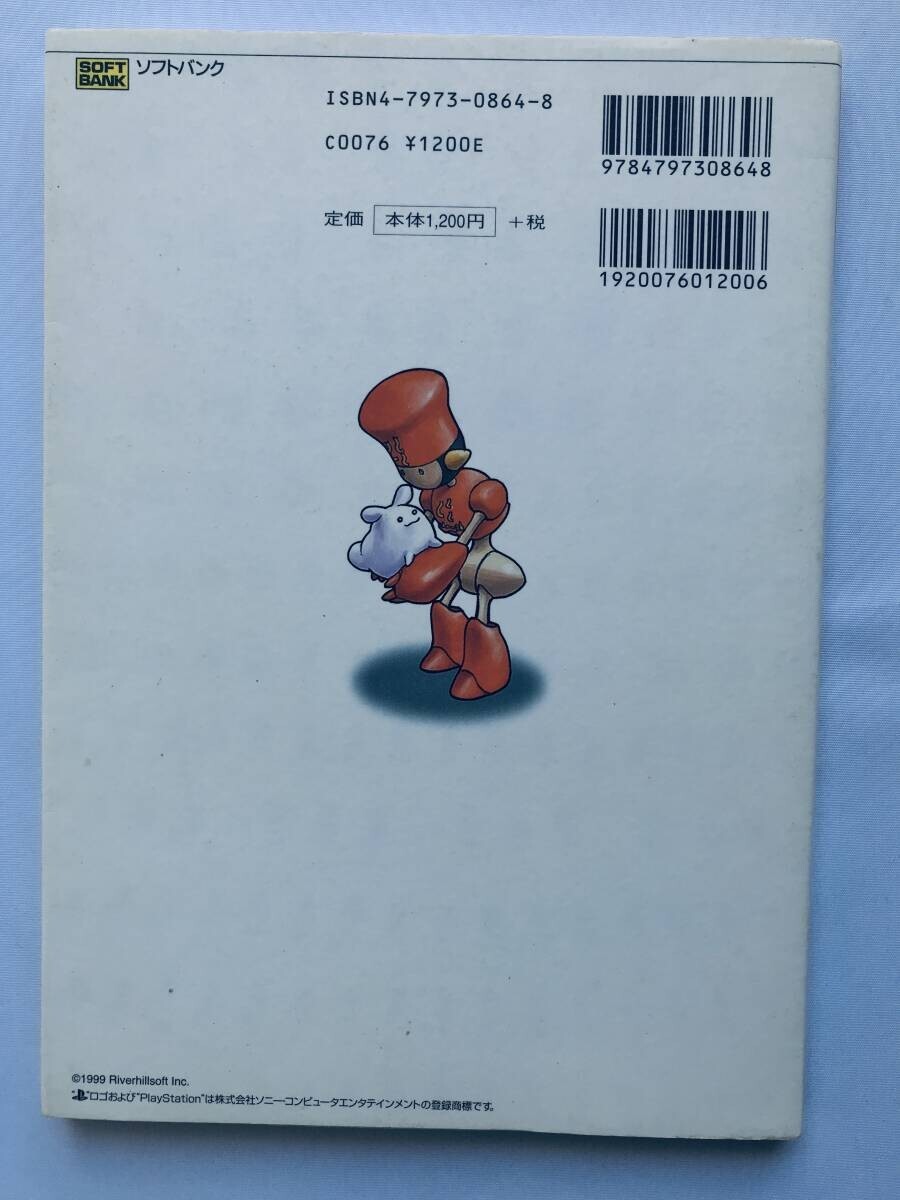 SOFT BANK ソフトバンク
ISBN4-7973-0864-8
C0076 ¥1200E
9784797308648
定価 本体1,200円 +税
1920076012006
©1999 Riverhillsoft Inc.
"PS"ロゴおよび"PlayStation"は株式会社ソニー・コンピュータエンタテインメントの登録商標です。